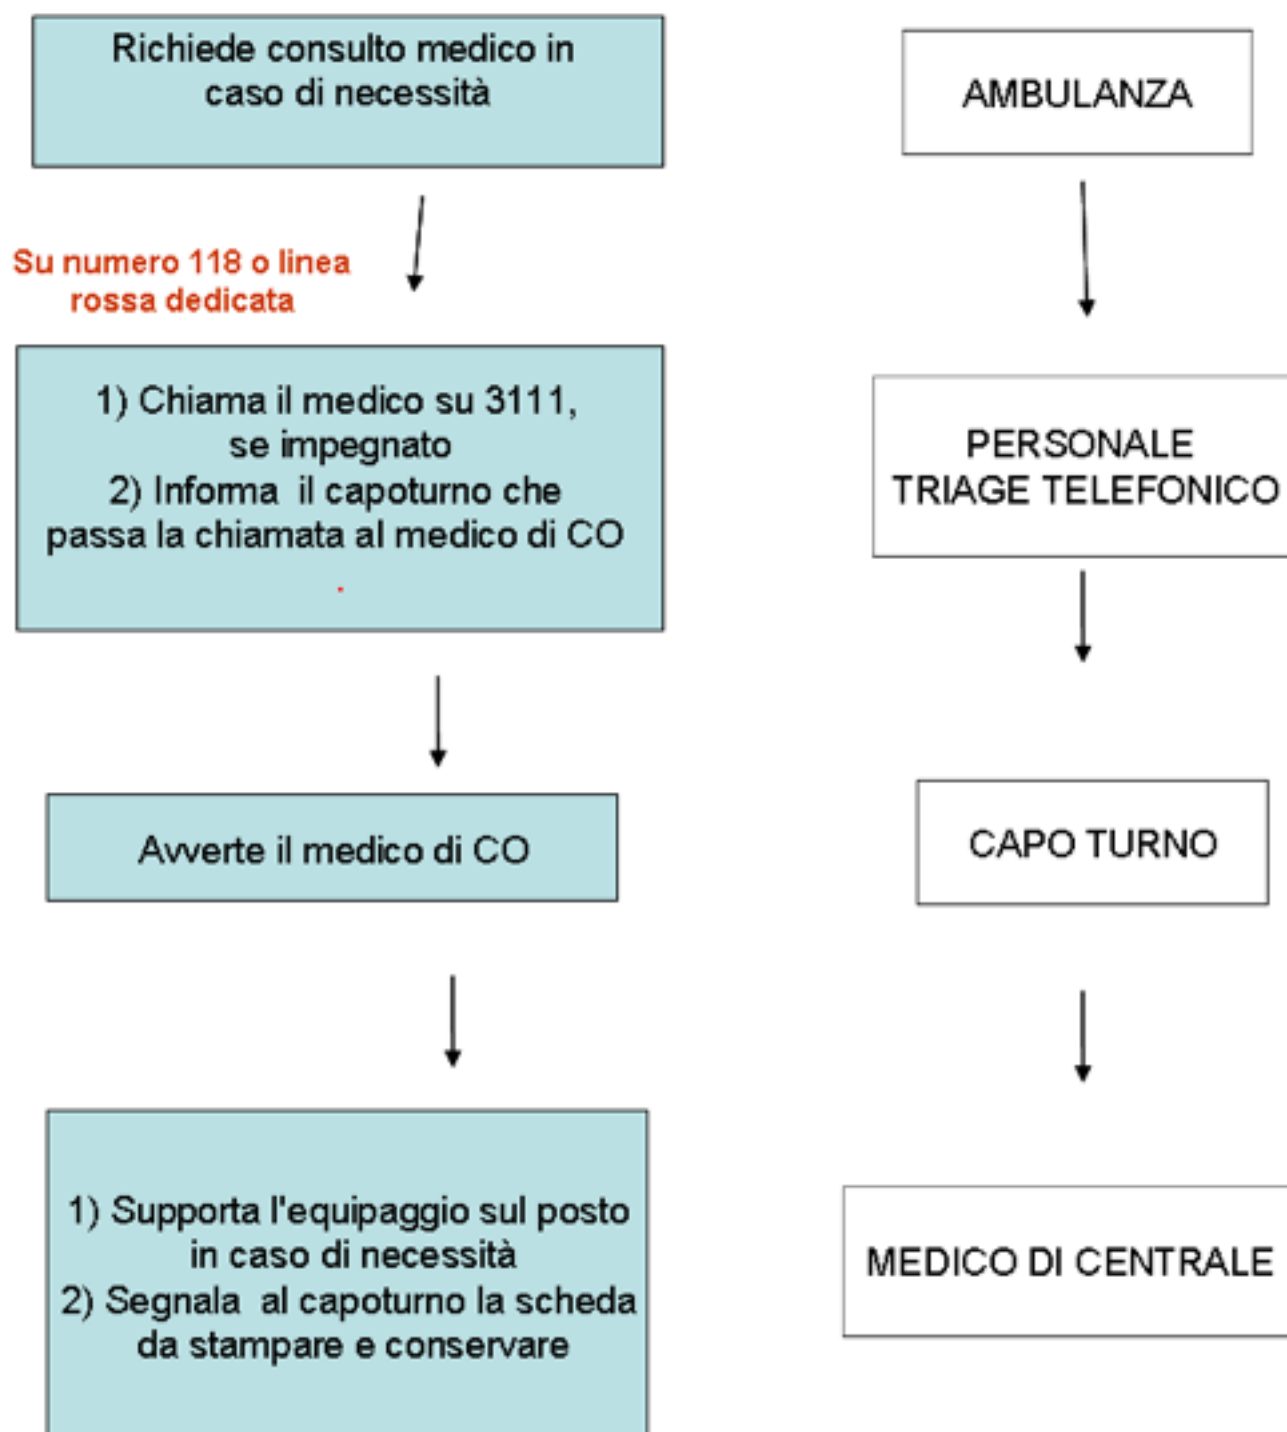 Richiede consulto medico in
caso di necessità
AMBULANZA
Su numero 118 o linea
rossa dedicata
1) Chiama il medico su 3111,
se impegnato
2) Informa il capoturno che
passa la chiamata al medico di CO
.
PERSONALE
TRIAGE TELEFONICO
Avverte il medico di CO
CAPO TURNO
1) Supporta l'equipaggio sul posto
in caso di necessità
2) Segnala al capoturno la scheda
da stampare e conservare
MEDICO DI CENTRALE